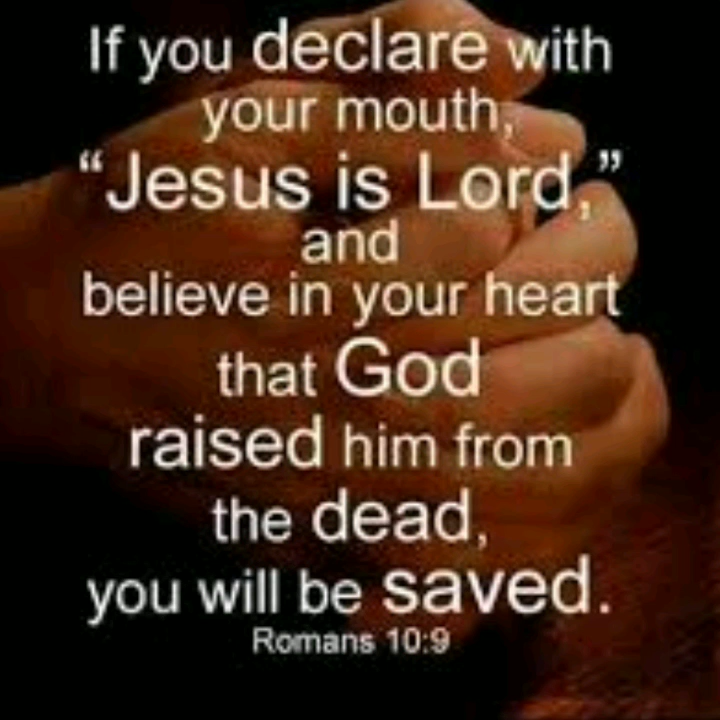 If you declare with
your mouth,
“Jesus is Lord,”
and
believe in your heart
that God
raised him from
the dead,
you will be saved.
Romans 10:9